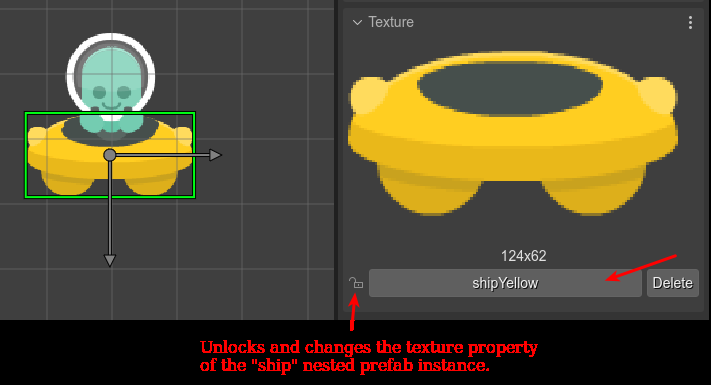 Texture
124x62
shipYellow
Delete
Unlocks and changes the texture property
of the "ship" nested prefab instance.